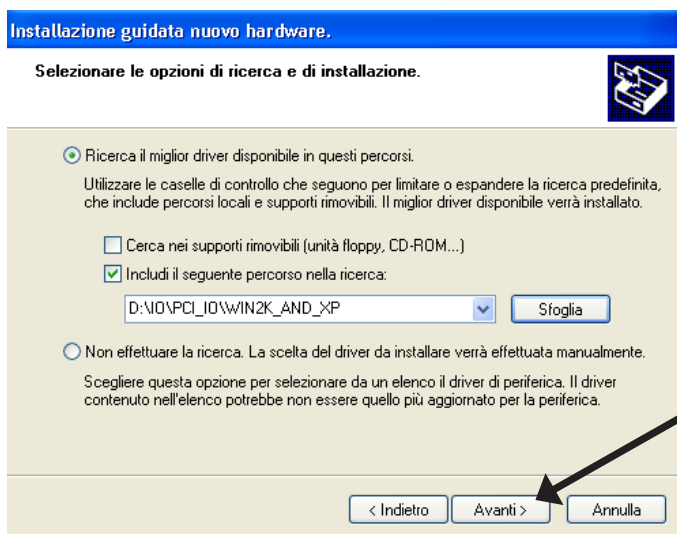 Installazione guidata nuovo hardware.
Selezionare le opzioni di ricerca e di installazione.
Ricerca il miglior driver disponibile in questi percorsi.
Utilizzare le caselle di controllo che seguono per limitare o espandere la ricerca predefinita,
che include percorsi locali e supporti rimovibili. Il miglior driver disponibile verrà installato.
Cerca nei supporti rimovibili (unità floppy, CD-ROM...)
Includi il seguente percorso nella ricerca:
D:\IO\PCI_IO\WIN2K_AND_XP
Sfoglia
Non effettuare la ricerca. La scelta del driver da installare verrà effettuata manualmente.
Scegliere questa opzione per selezionare da un elenco il driver di periferica. Il driver
contenuto nell'elenco potrebbe non essere quello più aggiornato per la periferica.
< Indietro
Avanti >
Annulla